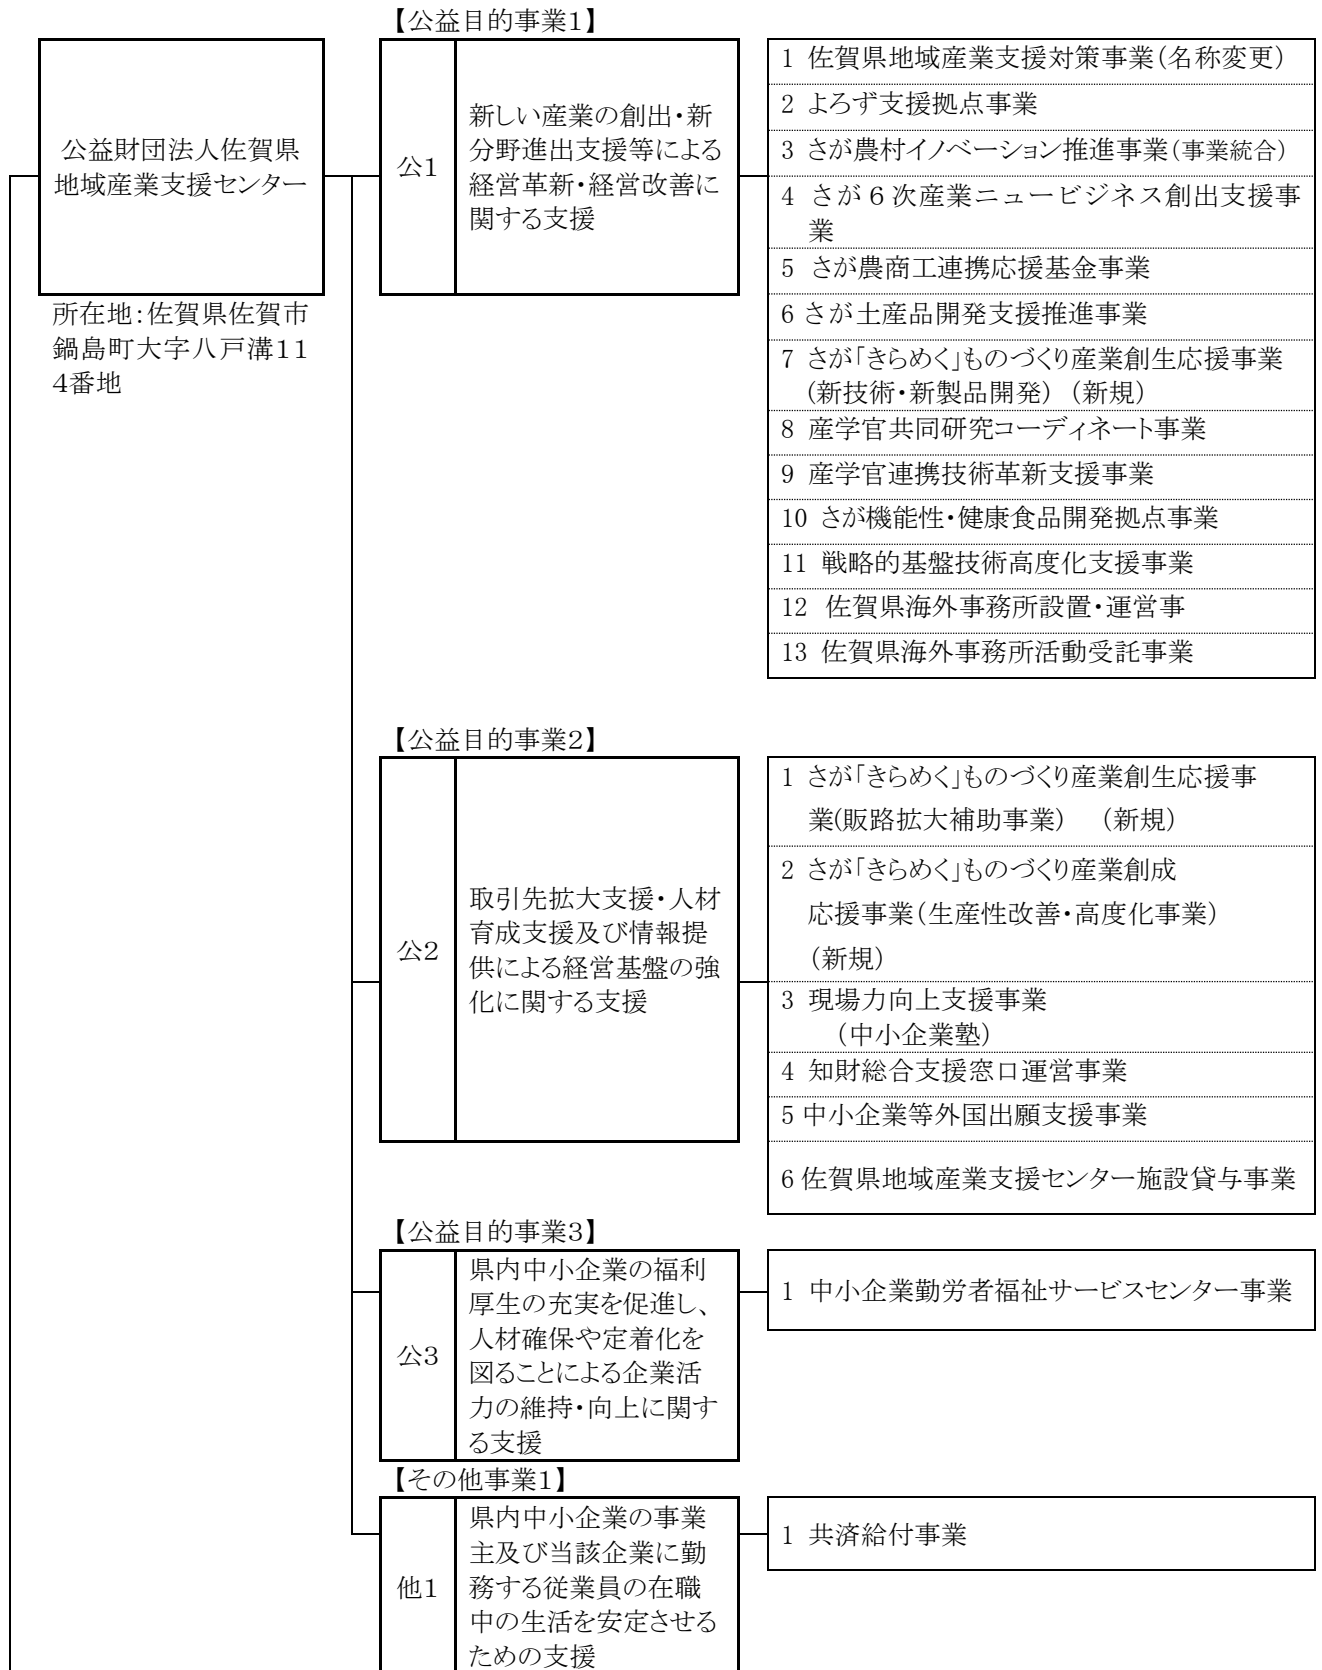 公益財団法人佐賀県
地域産業支援センター
所在地:佐賀県佐賀市
鍋島町大字八戸溝11
4番地
【公益目的事業1】
公1
新しい産業の創出・新
分野進出支援等による
経営革新・経営改善に
関する支援
1 佐賀県地域産業支援対策事業(名称変更)
2 よろず支援拠点事業
3 さが農村イノベーション推進事業(事業統合)
4 さが6次産業ニュービジネス創出支援事
業
5 さが農商工連携応援基金事業
6 さが土産品開発支援推進事業
7 さが「きらめく」ものづくり産業創生応援事業
(新技術・新製品開発) (新規)
8 産学官共同研究コーディネート事業
9 産学官連携技術革新支援事業
10 さが機能性・健康食品開発拠点事業
11 戦略的基盤技術高度化支援事業
12 佐賀県海外事務所設置・運営事
13 佐賀県海外事務所活動受託事業
【公益目的事業2】
公2
取引先拡大支援・人材
育成支援及び情報提
供による経営基盤の強
化に関する支援
1 さが「きらめく」ものづくり産業創生応援事
業(販路拡大補助事業) (新規)
2 さが「きらめく」ものづくり産業創成
応援事業(生産性改善・高度化事業)
(新規)
3 現場力向上支援事業
(中小企業塾)
4 知財総合支援窓口運営事業
5 中小企業等外国出願支援事業
6 佐賀県地域産業支援センター施設貸与事業
【公益目的事業3】
公3
県内中小企業の福利
厚生の充実を促進し、
人材確保や定着化を
図ることによる企業活
力の維持・向上に関す
る支援
1 中小企業勤労者福祉サービスセンター事業
【その他事業1】
他1
県内中小企業の事業
主及び当該企業に勤
務する従業員の在職
中の生活を安定させる
ための支援
1 共済給付事業